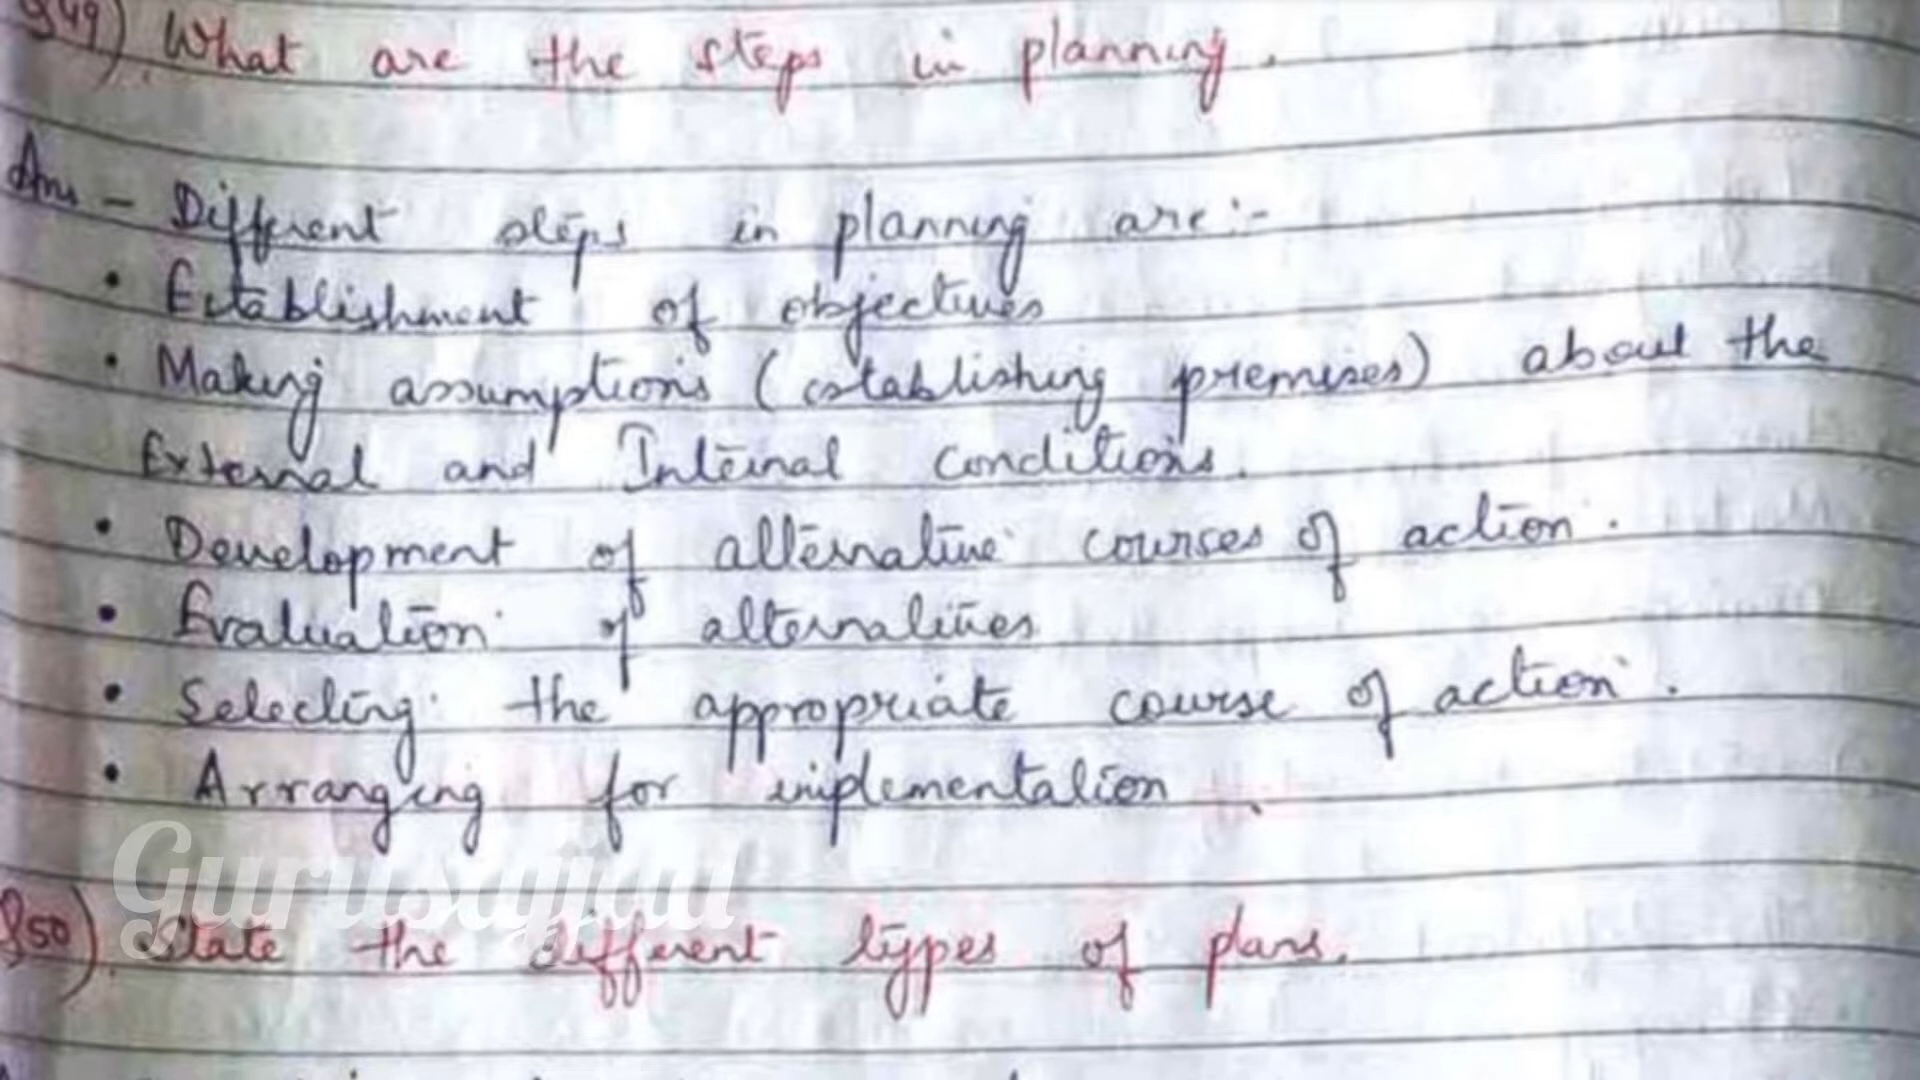 Q49) What are the steps in planning.
Ans - Different steps in planning are:-
• Establishment of objectives
• Making assumptions (establishing premises) about the
External and Internal conditions.
• Development of alternative courses of action.
• Evaluation of alternatives
• Selecting the appropriate course of action.
• Arranging for implementation.
Q50) State the different types of plans.